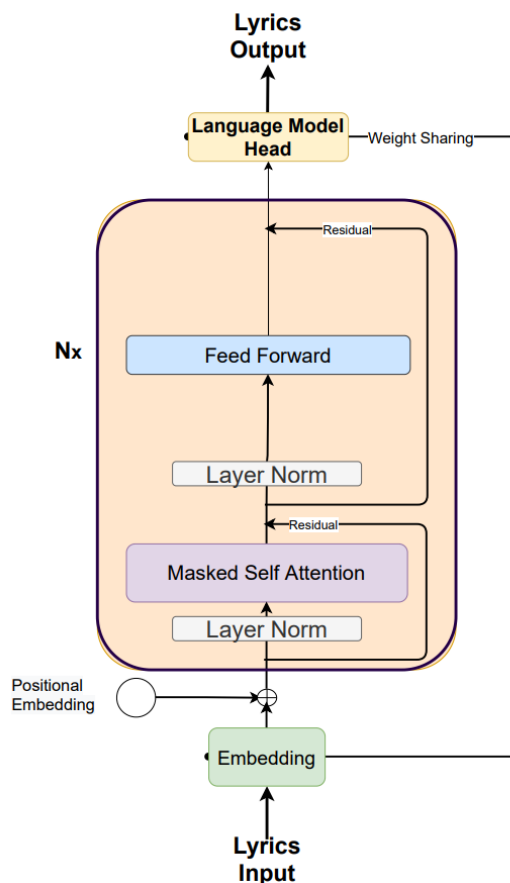 Lyrics
Output
Language Model
Head
Weight Sharing
Residual
Nx
Feed Forward
Layer Norm
Residual
Masked Self Attention
Layer Norm
Positional
Embedding
Embedding
Lyrics
Input